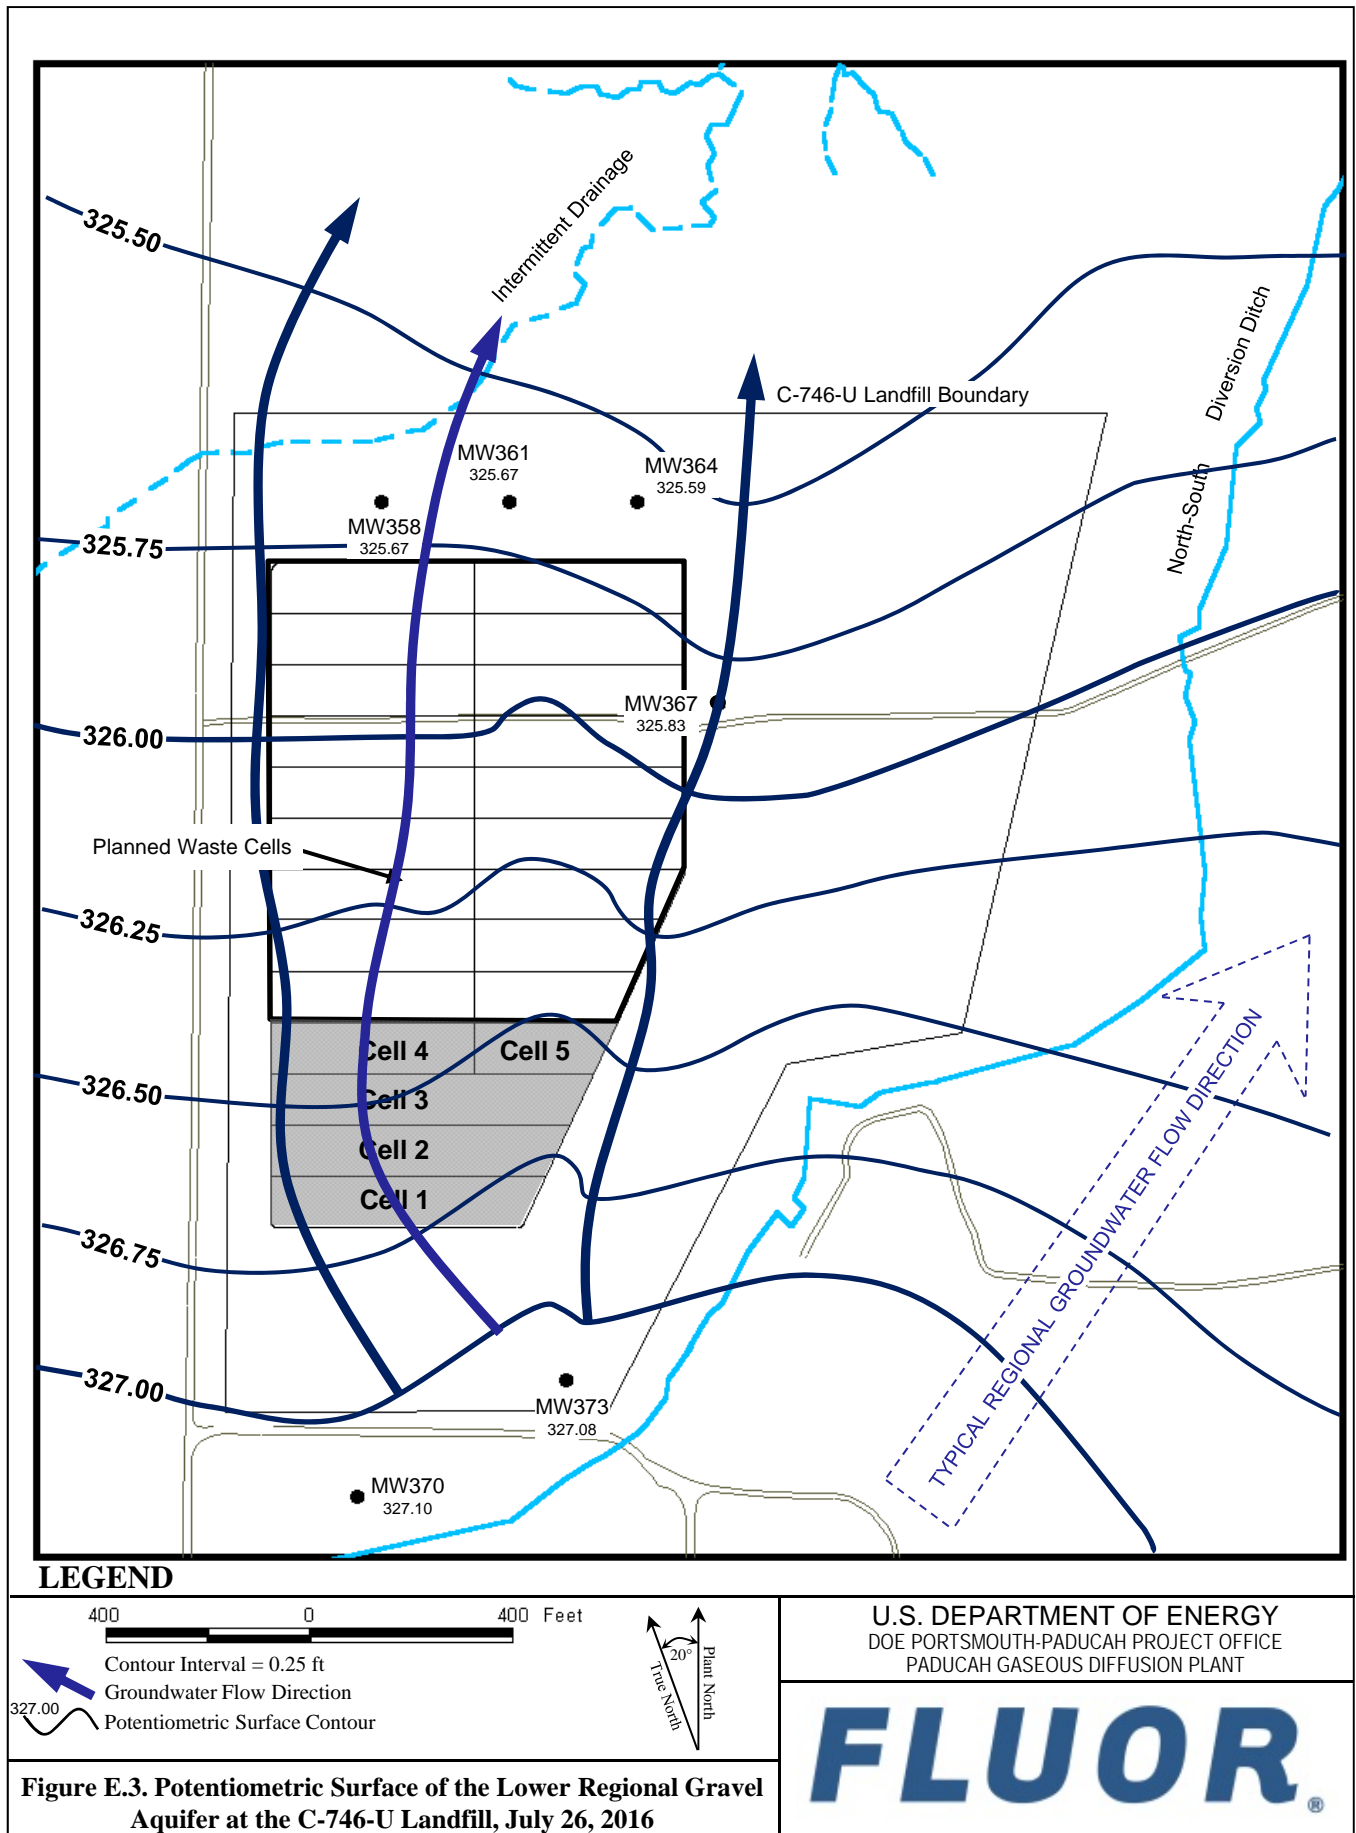 325.50
Intermittent Drainage
C-746-U Landfill Boundary
North-South Diversion Ditch
MW361
325.67
MW364
325.59
MW358
325.67
325.75
MW367
325.83
326.00
Planned Waste Cells
326.25
Cell 4
Cell 5
326.50
Cell 3
Cell 2
Cell 1
326.75
TYPICAL REGIONAL GROUNDWATER FLOW DIRECTION
327.00
MW373
327.08
MW370
327.10
LEGEND
400 0 400 Feet
Contour Interval = 0.25 ft
Groundwater Flow Direction
327.00
Potentiometric Surface Contour
20°
True North
Plant North
Figure E.3. Potentiometric Surface of the Lower Regional Gravel
Aquifer at the C-746-U Landfill, July 26, 2016
U.S. DEPARTMENT OF ENERGY
DOE PORTSMOUTH-PADUCAH PROJECT OFFICE
PADUCAH GASEOUS DIFFUSION PLANT
FLUOR®